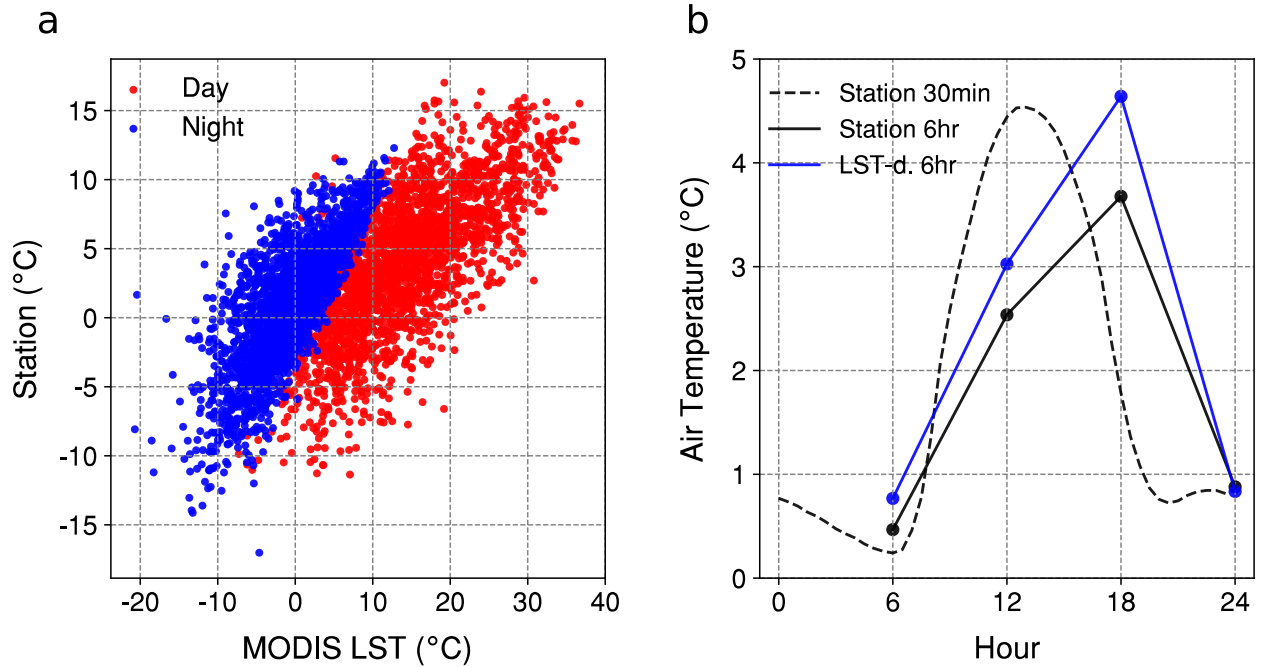 a
Day
Night
15
10
5
0
-5
-10
-15
Station (°C)
-20 -10 0 10 20 30 40
MODIS LST (°C)
b
Station 30min
Station 6hr
LST-d. 6hr
5
4
3
2
1
0
Air Temperature (°C)
0 6 12 18 24
Hour